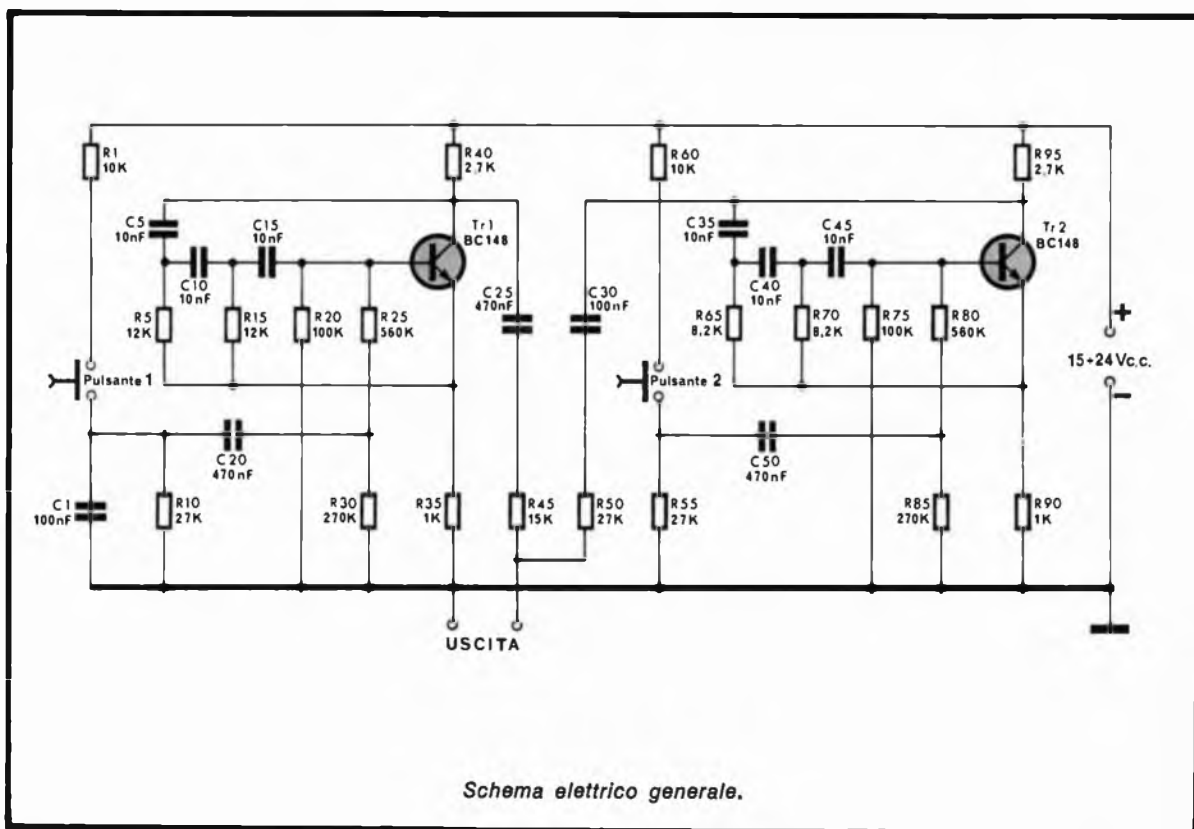 R1
10K
R40
2,7K
R60
10K
R95
2,7K
C5
10nF
C15
10nF
Tr1
BC148
C35
10nF
C45
10nF
Tr2
BC148
C10
10nF
C25
470nF
C30
100nF
C40
10nF
R5
12K
R15
12K
R20
100K
R25
560K
R65
8,2K
R70
8,2K
R75
100K
R80
560K
+
15÷24Vc.c.
−
Pulsante 1
Pulsante 2
C20
470nF
C50
470nF
C1
100nF
R10
27K
R30
270K
R35
1K
R45
15K
R50
27K
R55
27K
R85
270K
R90
1K
USCITA
Schema elettrico generale.